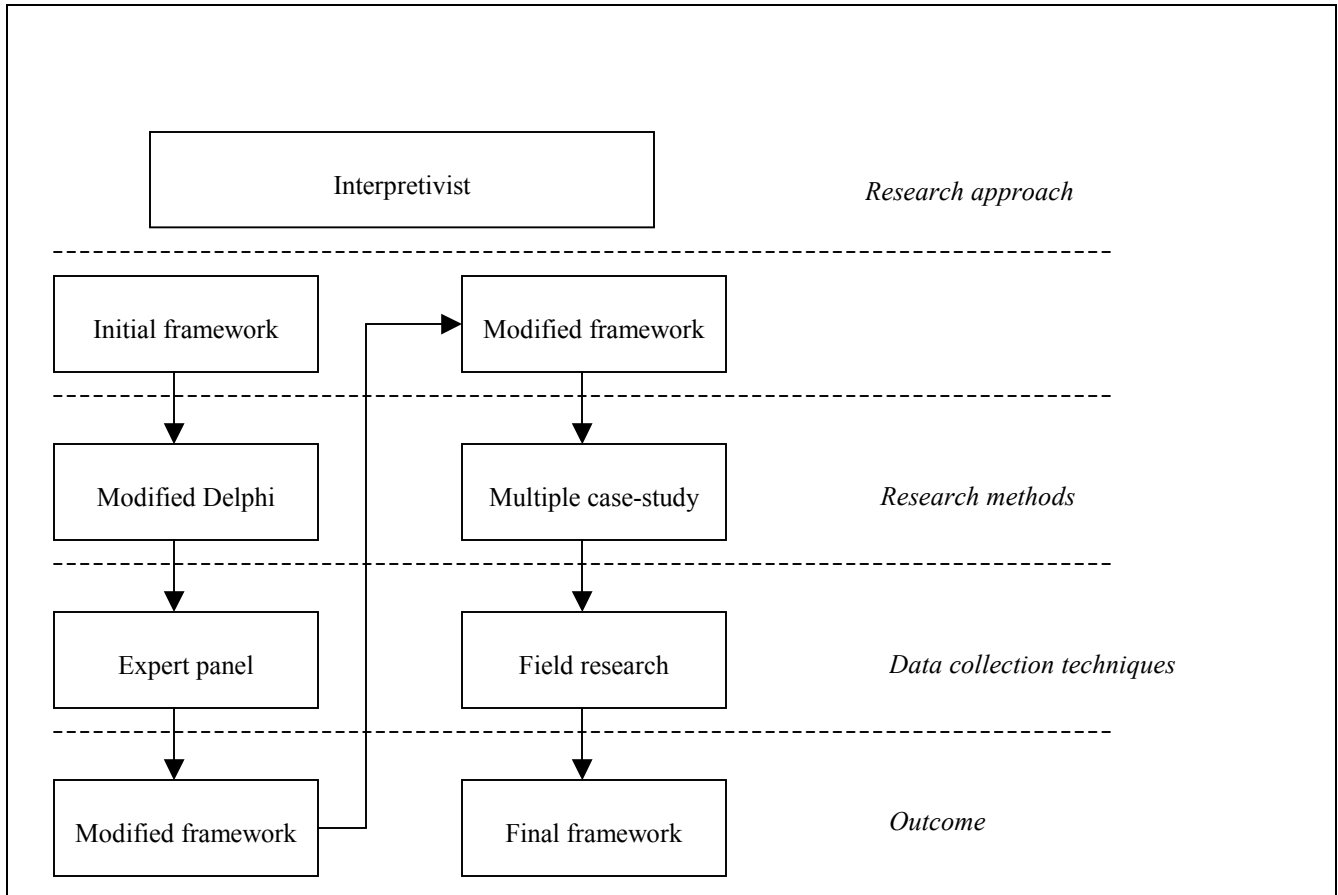 Interpretivist
Research approach
Initial framework
Modified framework
Modified Delphi
Multiple case-study
Research methods
Expert panel
Field research
Data collection techniques
Modified framework
Final framework
Outcome